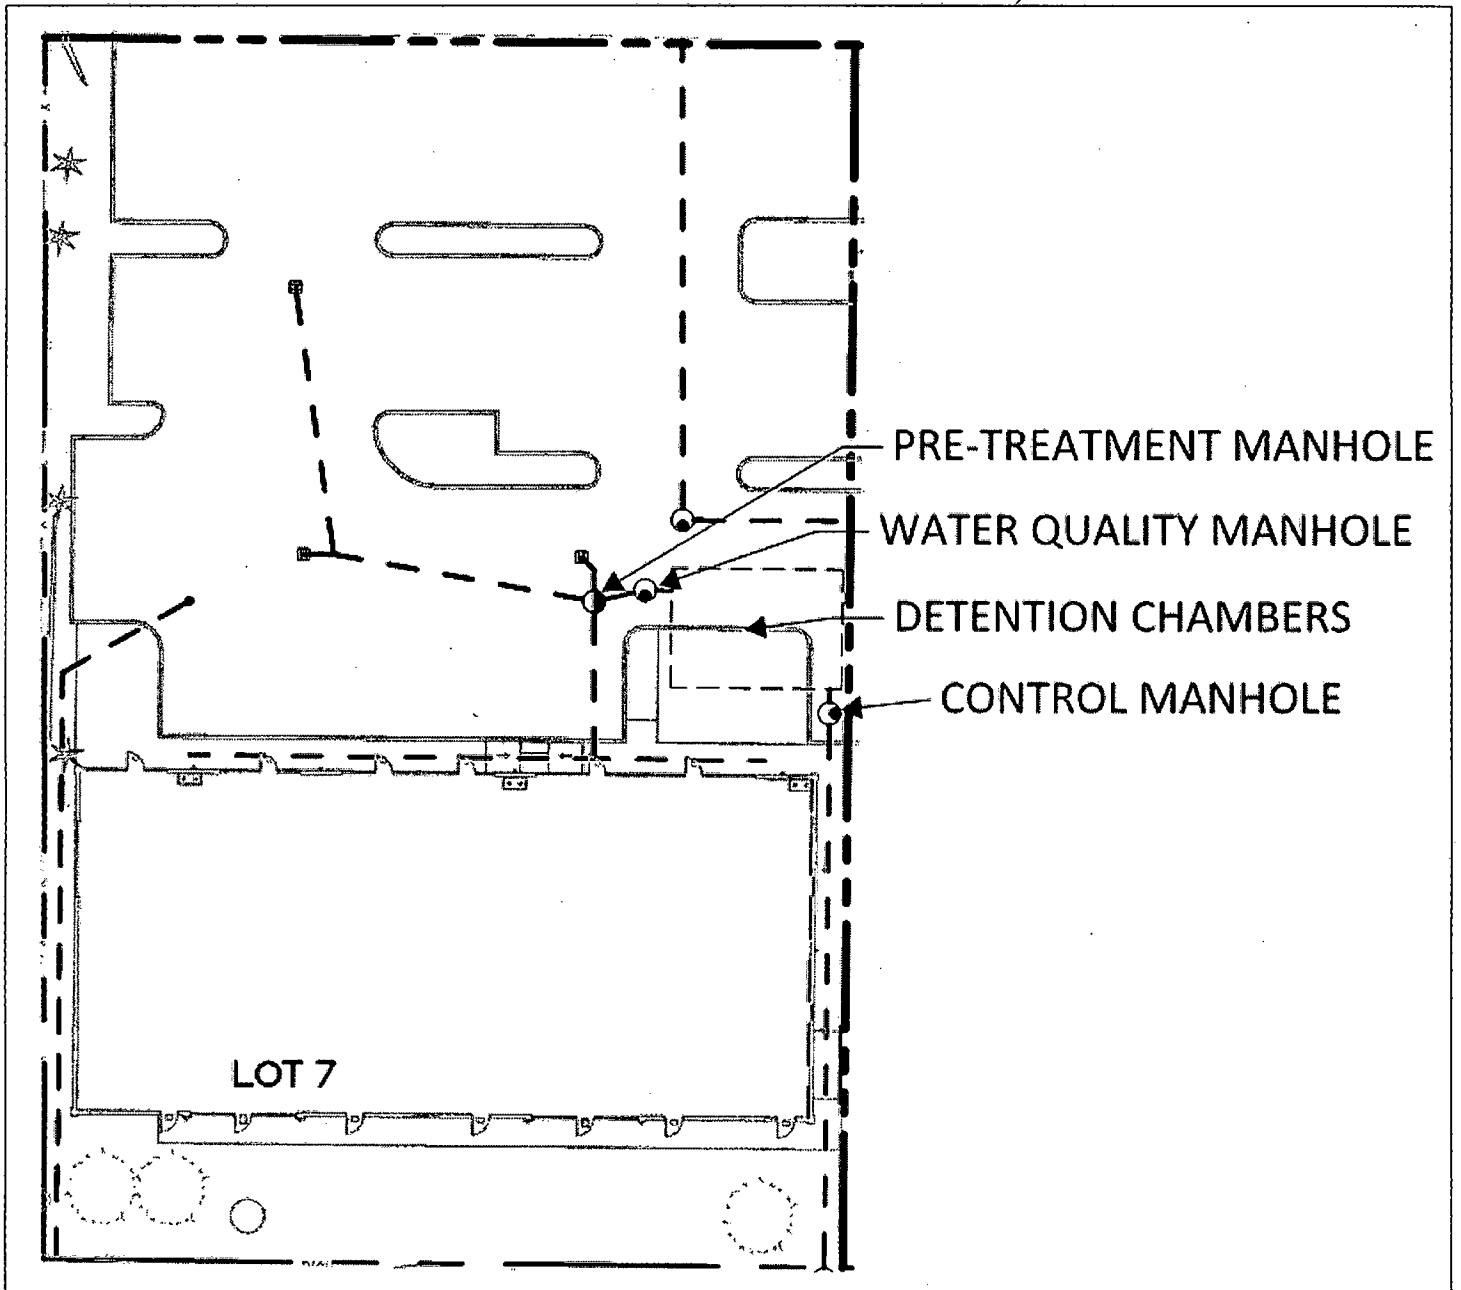 PRE-TREATMENT MANHOLE
WATER QUALITY MANHOLE
DETENTION CHAMBERS
CONTROL MANHOLE
LOT 7